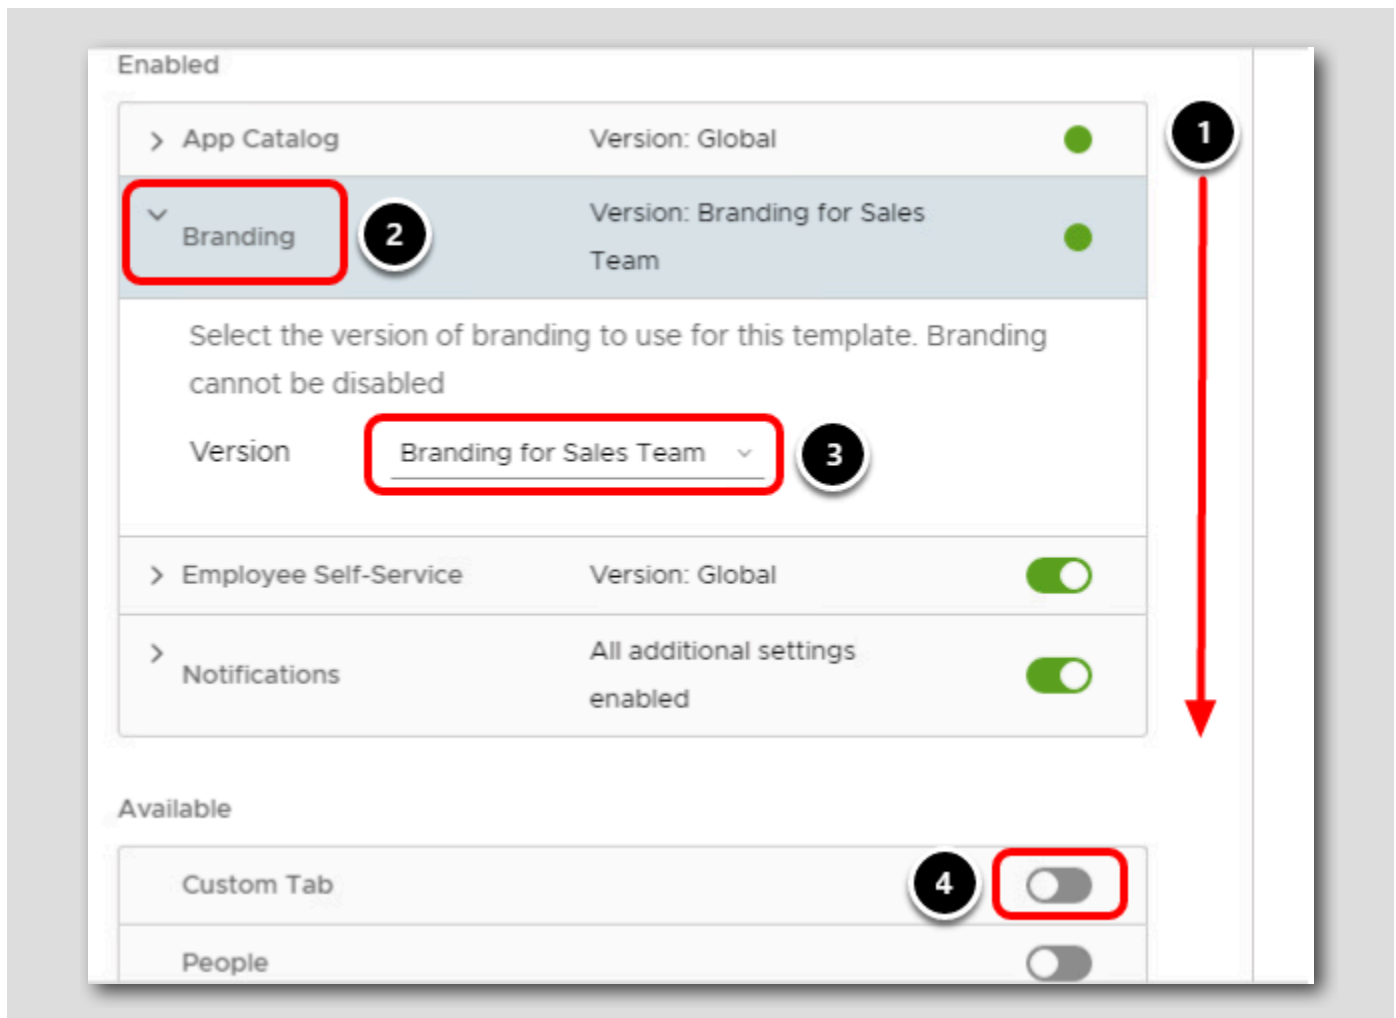 Enabled
App Catalog Version: Global
1
Branding
2
Version: Branding for Sales
Team
Select the version of branding to use for this template. Branding
cannot be disabled
Version Branding for Sales Team
3
Employee Self-Service Version: Global
Notifications
All additional settings
enabled
Available
Custom Tab
4
People